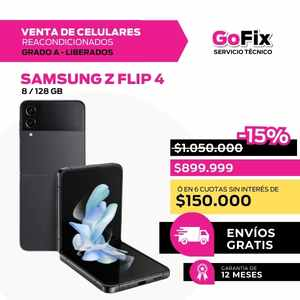 VENTA DE CELULARES
REACONDICIONADOS
GRADO A - LIBERADOS
GoFix
SERVICIO TÉCNICO
SAMSUNG Z FLIP 4
8 / 128 GB
-15%
$1.050.000
$899.999
Ó EN 6 CUOTAS SIN INTERÉS DE
$150.000
ENVÍOS
GRATIS
GARANTÍA DE
12 MESES